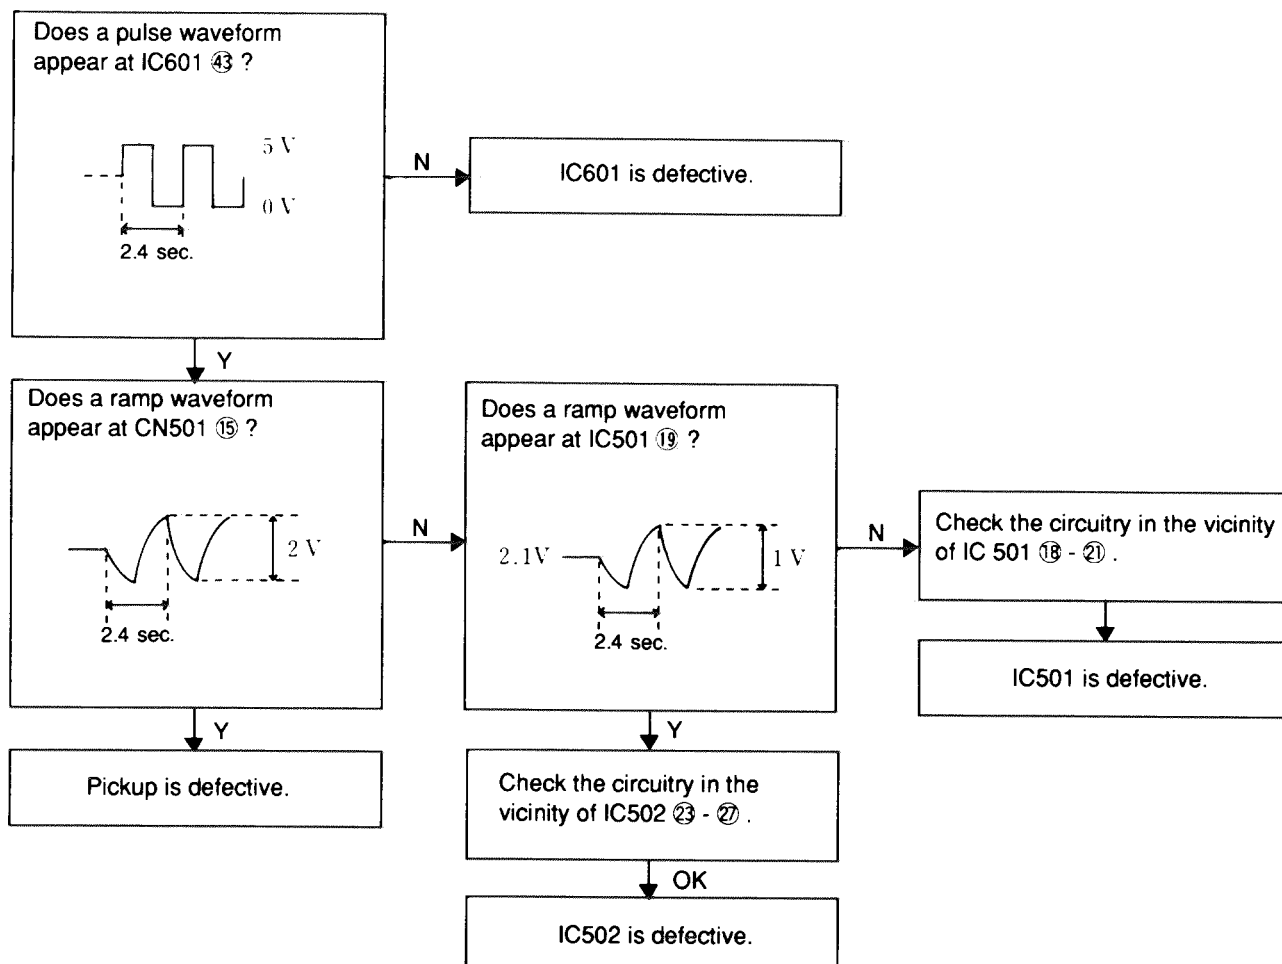 Does a pulse waveform
appear at IC601 ㊸ ?
5 V
0 V
2.4 sec.
N
IC601 is defective.
Y
Does a ramp waveform
appear at CN501 ⑮ ?
2 V
2.4 sec.
N
Does a ramp waveform
appear at IC501 ⑲ ?
2.1V
1 V
2.4 sec.
N
Check the circuitry in the vicinity
of IC 501 ⑱ - ㉑ .
IC501 is defective.
Y
Pickup is defective.
Y
Check the circuitry in the
vicinity of IC502 ㉓ - ㉗ .
OK
IC502 is defective.